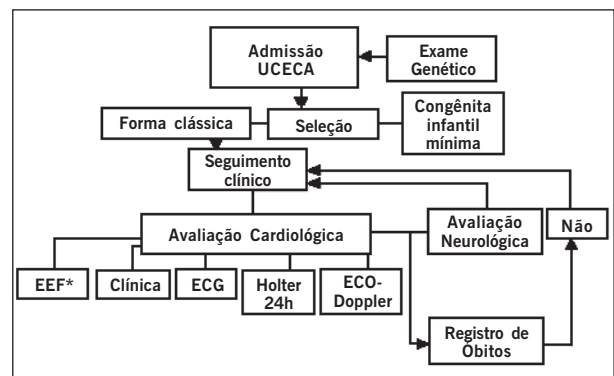 Admissão
UCECA
Exame
Genético
Forma clássica
Seleção
Congênita
infantil
mínima
Seguimento
clínico
Avaliação Cardiológica
Avaliação
Neurológica
Não
EEF*
Clínica
ECG
Holter
24h
ECO-
Doppler
Registro de
Óbitos